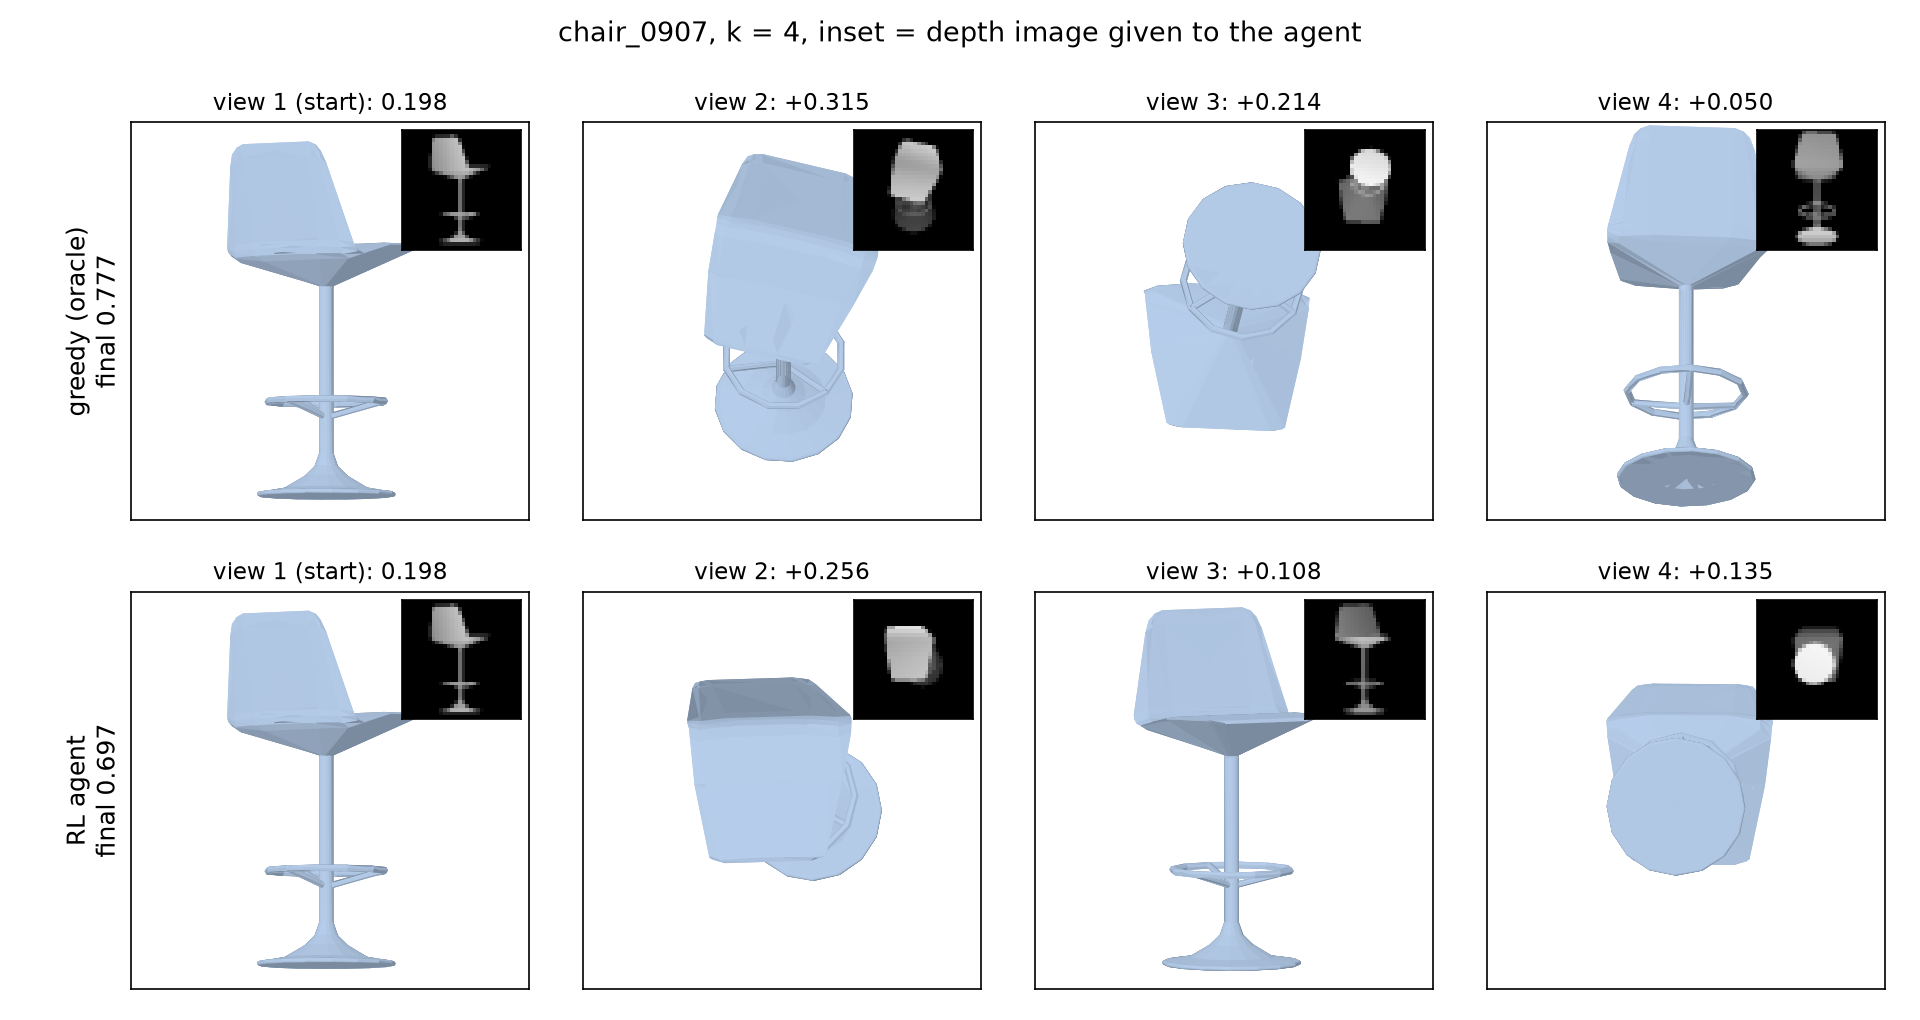 chair_0907, k = 4, inset = depth image given to the agent
greedy (oracle)
final 0.777
view 1 (start): 0.198
view 2: +0.315
view 3: +0.214
view 4: +0.050
RL agent
final 0.697
view 1 (start): 0.198
view 2: +0.256
view 3: +0.108
view 4: +0.135